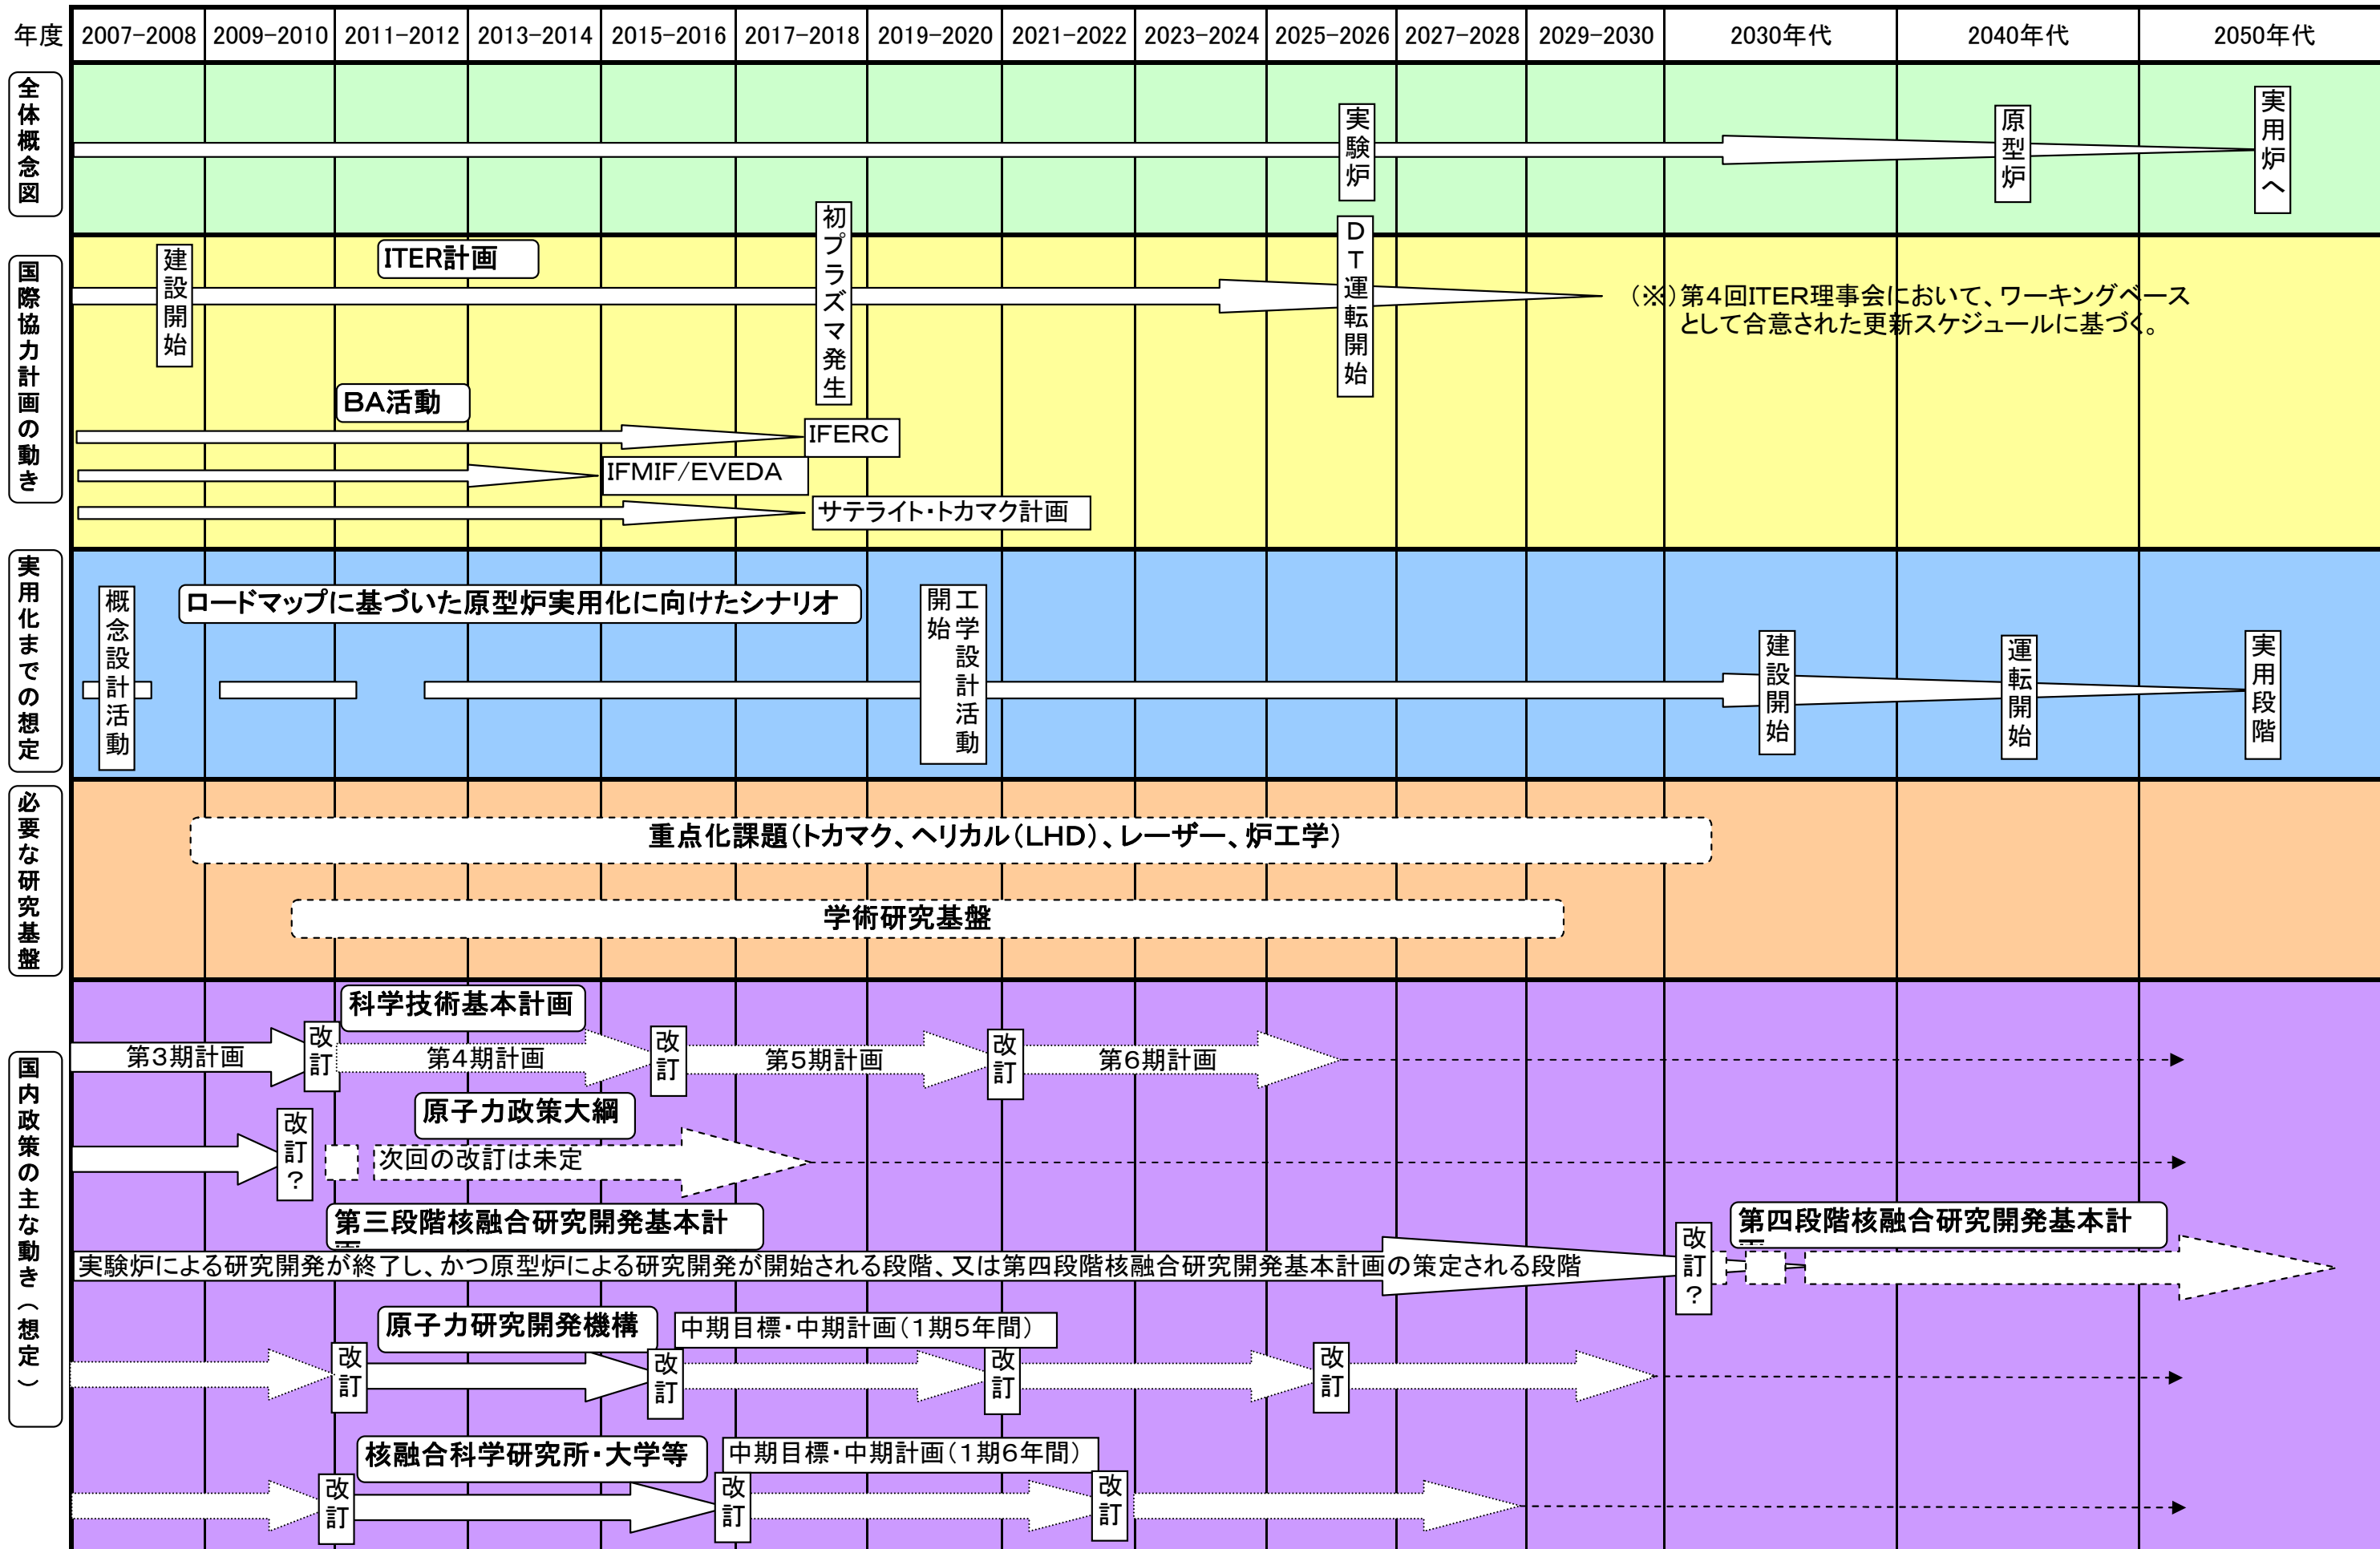 年度 2007-2008 2009-2010 2011-2012 2013-2014 2015-2016 2017-2018 2019-2020 2021-2022 2023-2024 2025-2026 2027-2028 2029-2030 2030年代 2040年代 2050年代
全体概念図
実験炉
原型炉
実用炉へ
国際協力計画の動き
建設開始
ITER計画
初プラズマ発生
DT運転開始
(※)第4回ITER理事会において、ワーキングベース
として合意された更新スケジュールに基づく。
BA活動
IFERC
IFMIF/EVEDA
サテライト・トカマク計画
実用化までの想定
概念設計活動
ロードマップに基づいた原型炉実用化に向けたシナリオ
工学設計活動
開始
建設開始
運転開始
実用段階
必要な研究基盤
重点化課題(トカマク、ヘリカル(LHD)、レーザー、炉工学)
学術研究基盤
国内政策の主な動き(想定)
科学技術基本計画
第3期計画
改訂
第4期計画
改訂
第5期計画
改訂
第6期計画
原子力政策大綱
改訂?
次回の改訂は未定
第三段階核融合研究開発基本計
実験炉による研究開発が終了し、かつ原型炉による研究開発が開始される段階、又は第四段階核融合研究開発基本計画の策定される段階
改訂?
第四段階核融合研究開発基本計
原子力研究開発機構
中期目標・中期計画(1期5年間)
改訂
改訂
改訂
改訂
核融合科学研究所・大学等
中期目標・中期計画(1期6年間)
改訂
改訂
改訂